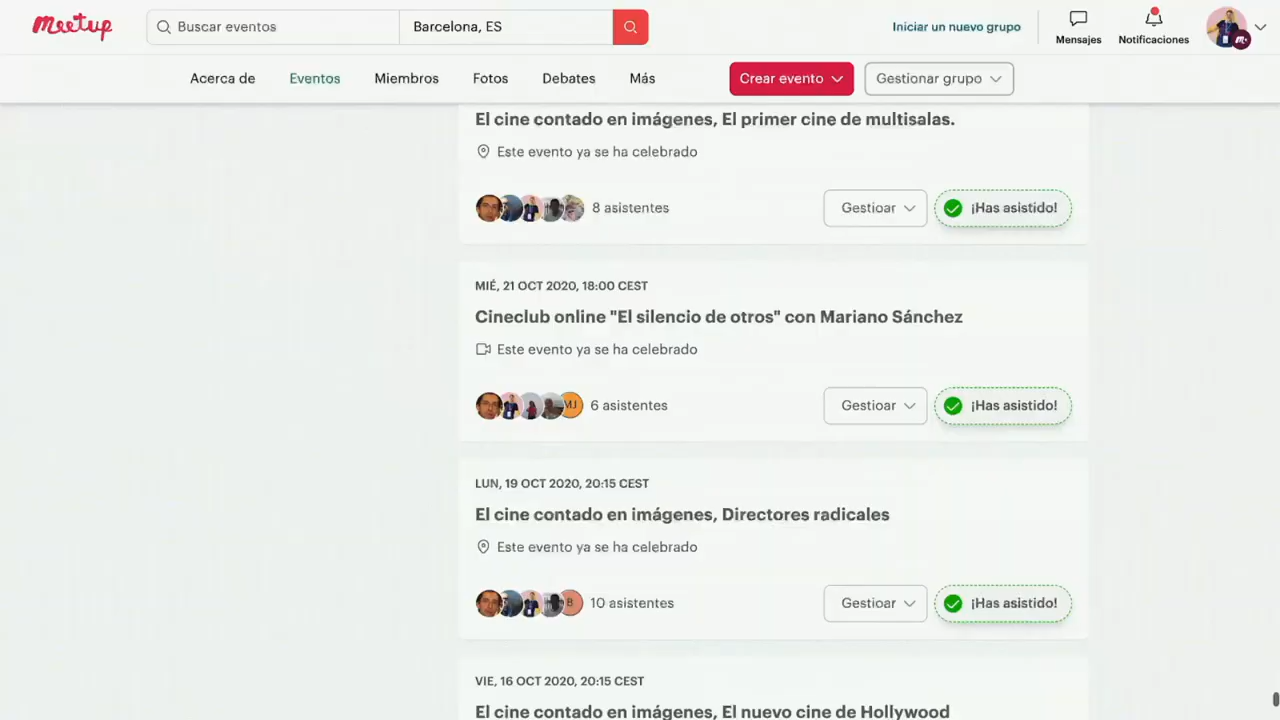 Meetup
Buscar eventos
Barcelona, ES
Iniciar un nuevo grupo
Mensajes
Notificaciones
Acerca de
Eventos
Miembros
Fotos
Debates
Más
Crear evento
Gestionar grupo
El cine contado en imágenes, El primer cine de multisalas.
Este evento ya se ha celebrado
8 asistentes
Gestioar
¡Has asistido!
MIÉ, 21 OCT 2020, 18:00 CEST
Cineclub online "El silencio de otros" con Mariano Sánchez
Este evento ya se ha celebrado
MJ
6 asistentes
Gestioar
¡Has asistido!
LUN, 19 OCT 2020, 20:15 CEST
El cine contado en imágenes, Directores radicales
Este evento ya se ha celebrado
B
10 asistentes
Gestioar
¡Has asistido!
VIE, 16 OCT 2020, 20:15 CEST
El cine contado en imágenes, El nuevo cine de Hollywood